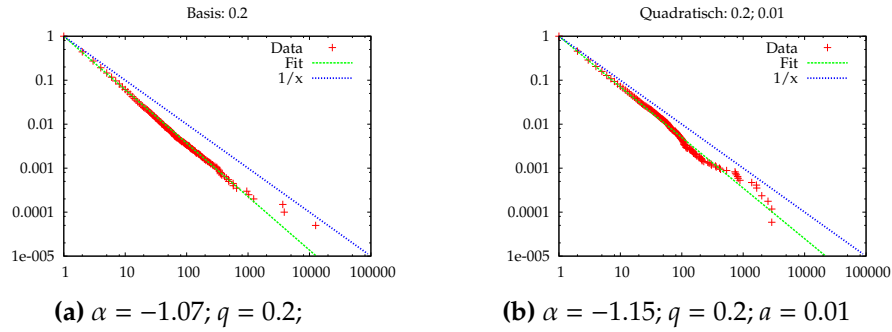 Basis: 0.2
1
0.1
0.01
0.001
0.0001
1e-005
1 10 100 1000 10000 100000
Data
Fit
1/x
(a) α = −1.07; q = 0.2;
Quadratisch: 0.2; 0.01
1
0.1
0.01
0.001
0.0001
1e-005
1 10 100 1000 10000 100000
Data
Fit
1/x
(b) α = −1.15; q = 0.2; a = 0.01